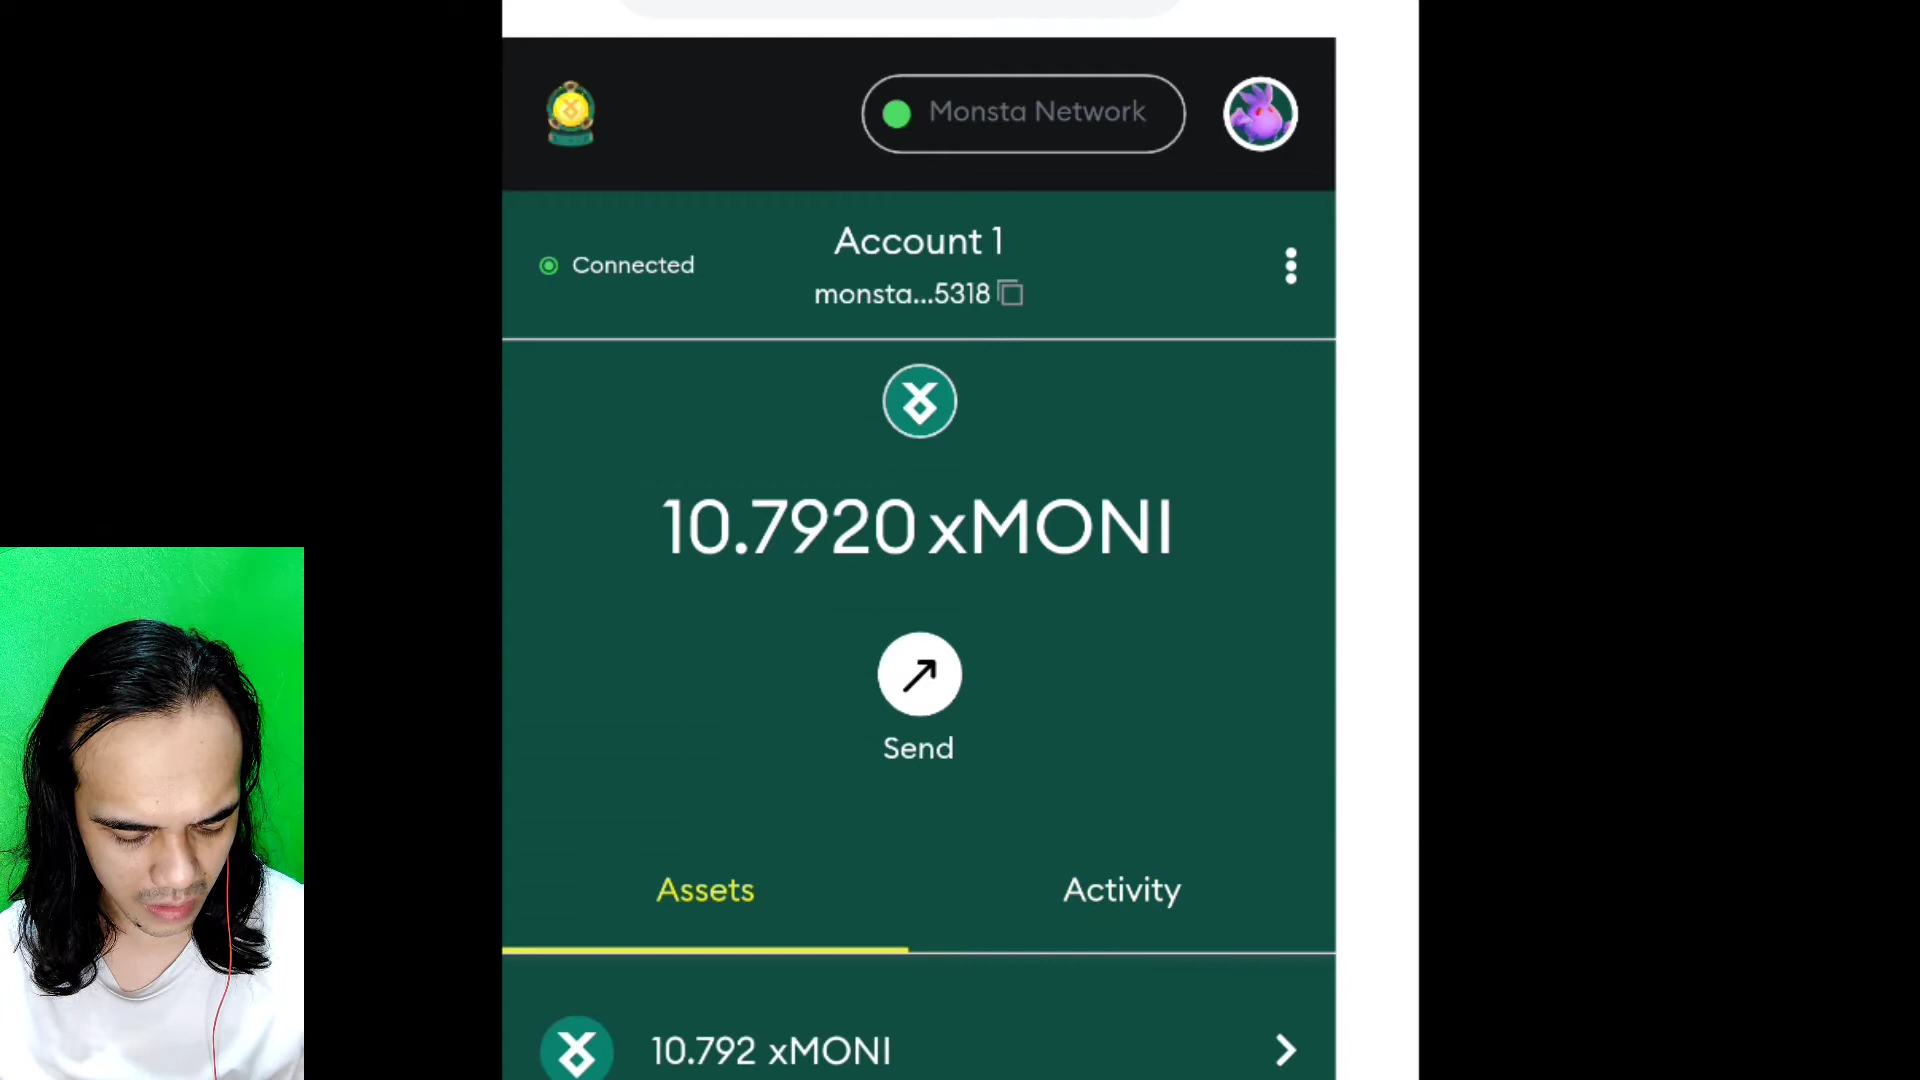 Monsta Network
Connected
Account 1
monsta...5318
10.7920 xMONI
Send
Assets
Activity
10.792 xMONI